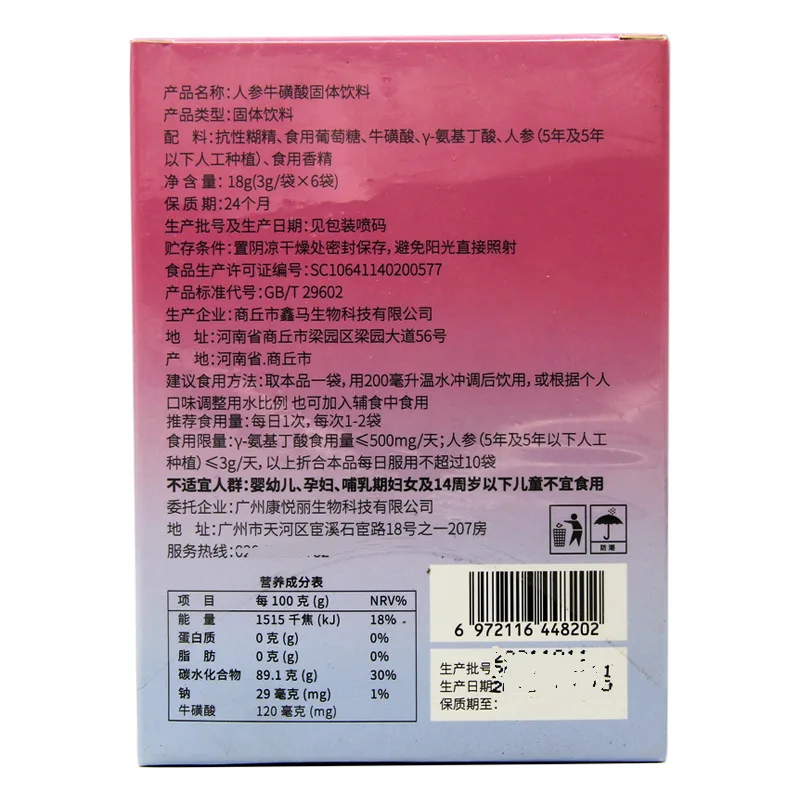 产品名称：人参牛磺酸固体饮料
产品类型：固体饮料
配 料：抗性糊精、食用葡萄糖、牛磺酸、γ-氨基丁酸、人参（5年及5年
以下人工种植）、食用香精
净 含 量：18g(3g/袋×6袋)
保 质 期：24个月
生产批号及生产日期：见包装喷码
贮存条件：置阴凉干燥处密封保存，避免阳光直接照射
食品生产许可证编号：SC10641140200577
产品标准代号：GB/T 29602
生产企业：商丘市鑫马生物科技有限公司
地 址：河南省商丘市梁园区梁园大道56号
产 地：河南省.商丘市
建议食用方法：取本品一袋，用200毫升温水冲调后饮用，或根据个人
口味调整用水比例 也可加入辅食中食用
推荐食用量：每日1次，每次1-2袋
食用限量：γ-氨基丁酸食用量≤500mg/天；人参（5年及5年以下人工
种植）≤3g/天，以上折合本品每日服用不超过10袋
不适宜人群：婴幼儿、孕妇、哺乳期妇女及14周岁以下儿童不宜食用
委托企业：广州康悦丽生物科技有限公司
地 址：广州市天河区宦溪石宦路18号之一207房
服务热线：
防潮
营养成分表
项 目 每 100 克 (g) NRV%
能 量 1515 千焦 (kJ) 18%
蛋白质 0 克 (g) 0%
脂 肪 0 克 (g) 0%
碳水化合物 89.1 克 (g) 30%
钠 29 毫克 (mg) 1%
牛磺酸 120 毫克 (mg)
6 972116 448202
生产批号
生产日期
保质期至：